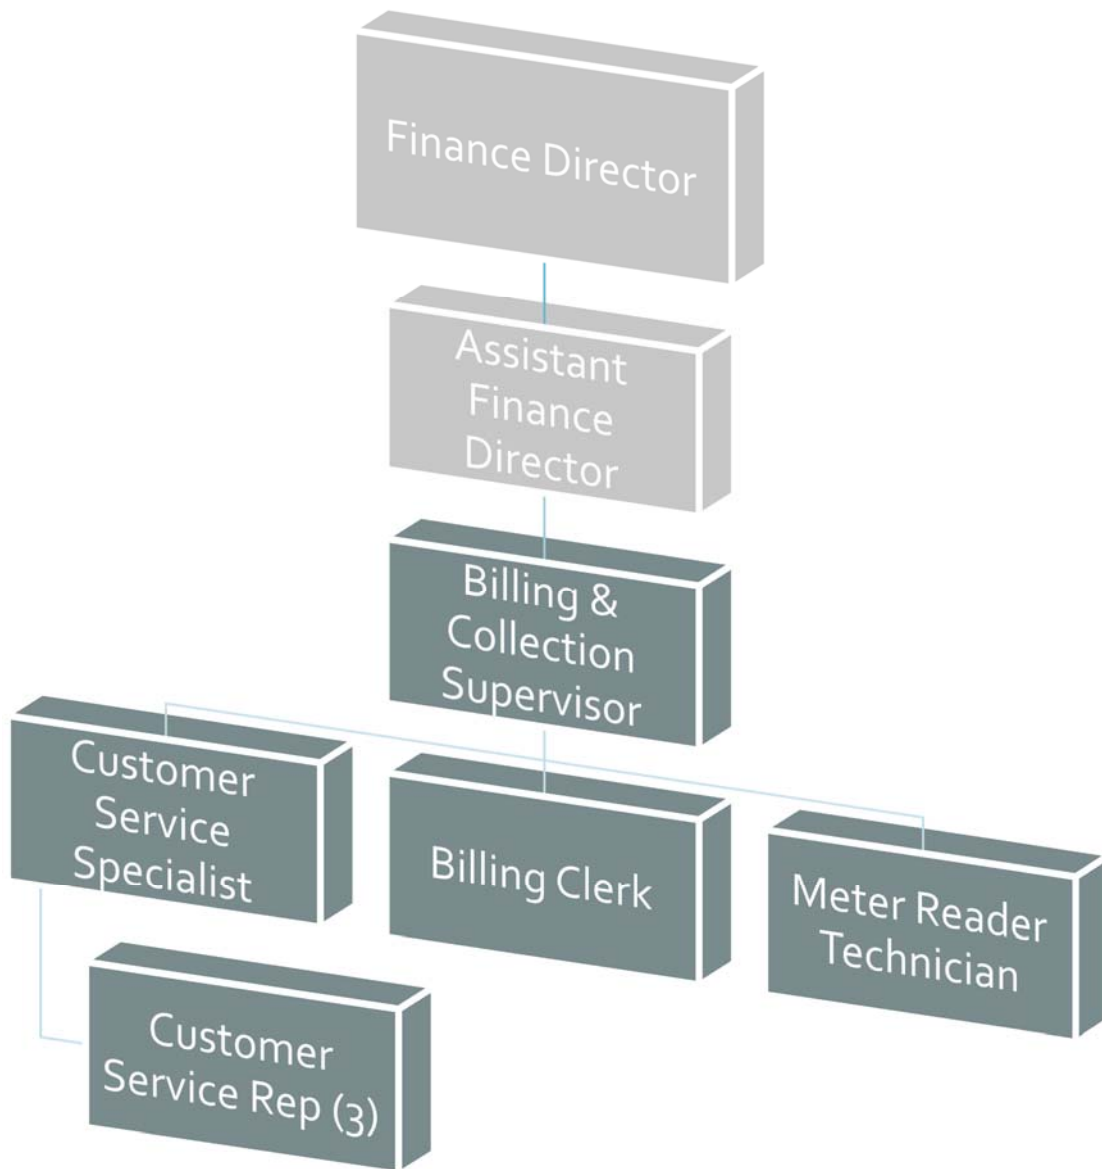 Finance Director
Assistant
Finance
Director
Billing &
Collection
Supervisor
Customer
Service
Specialist
Billing Clerk
Meter Reader
Technician
Customer
Service Rep (3)